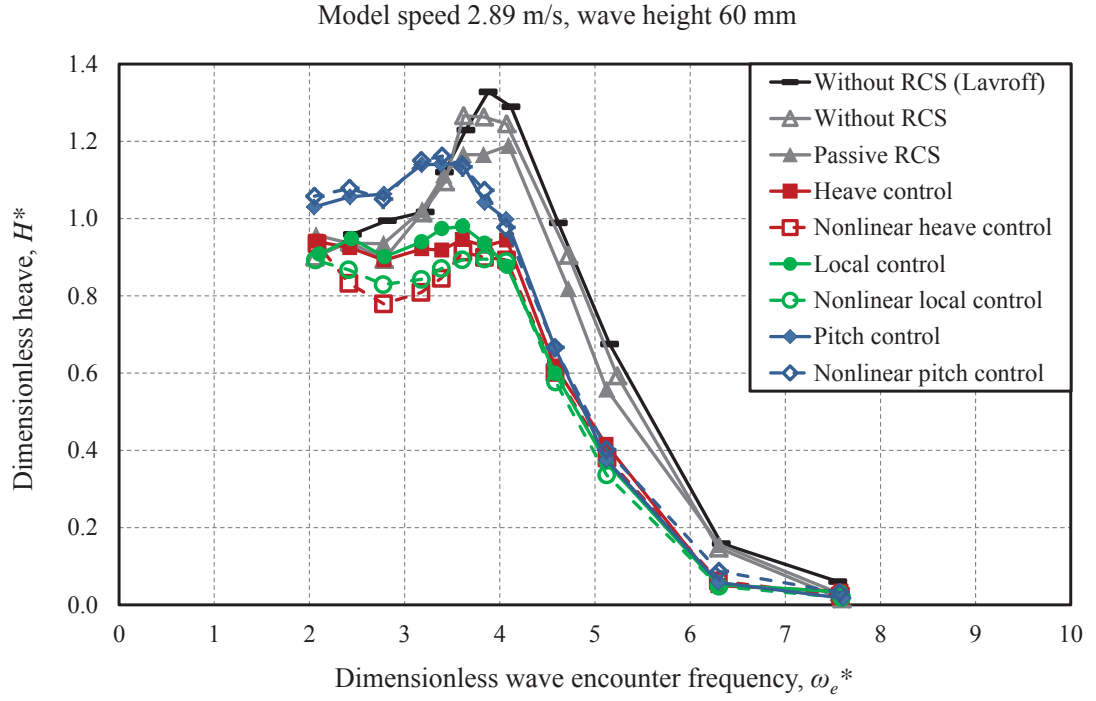 Model speed 2.89 m/s, wave height 60 mm
Dimensionless heave, H*
1.4
1.2
1.0
0.8
0.6
0.4
0.2
0.0
0 1 2 3 4 5 6 7 8 9 10
Dimensionless wave encounter frequency, ωe*
Without RCS (Lavroff)
Without RCS
Passive RCS
Heave control
Nonlinear heave control
Local control
Nonlinear local control
Pitch control
Nonlinear pitch control